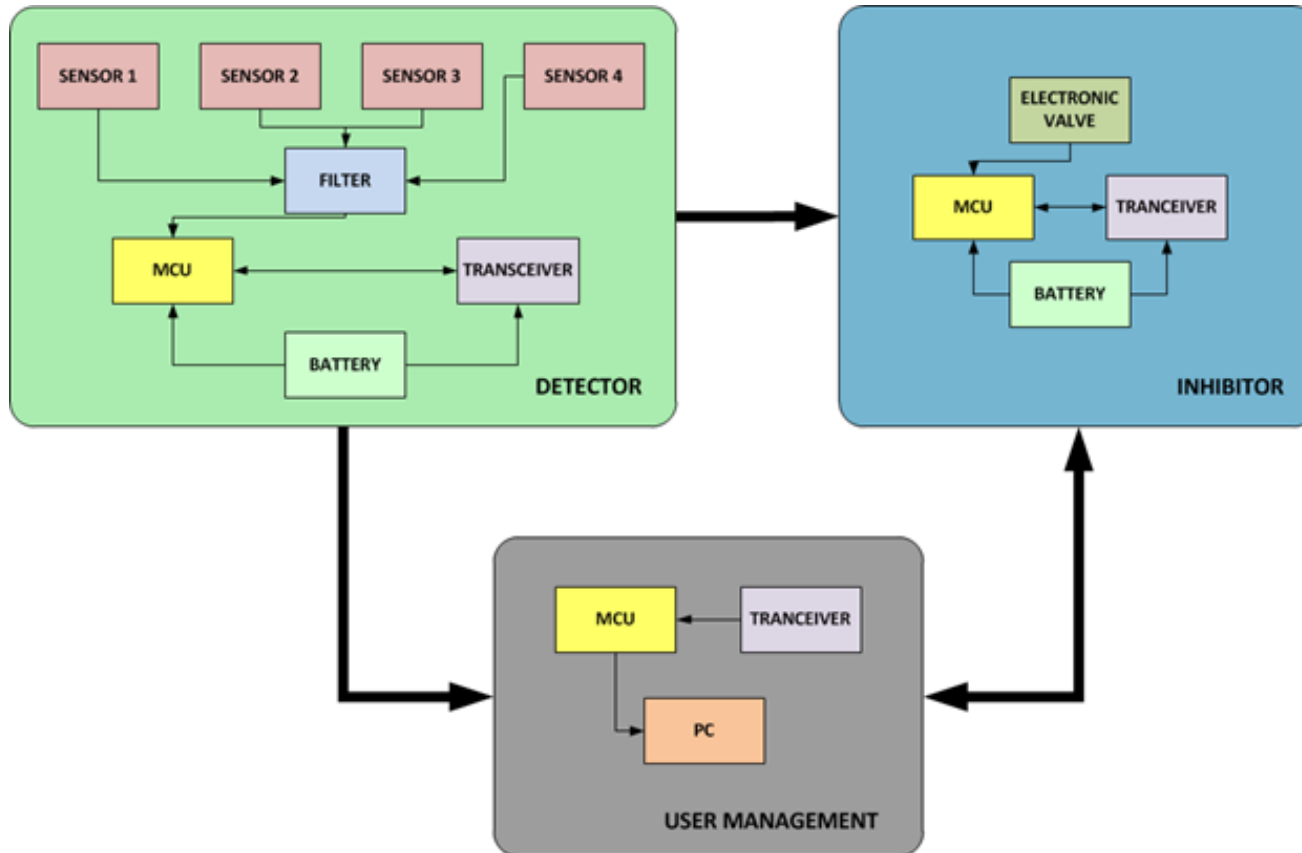 SENSOR 1
SENSOR 2
SENSOR 3
SENSOR 4
FILTER
MCU
TRANSCEIVER
BATTERY
DETECTOR
ELECTRONIC
VALVE
MCU
TRANCEIVER
BATTERY
INHIBITOR
MCU
TRANCEIVER
PC
USER MANAGEMENT